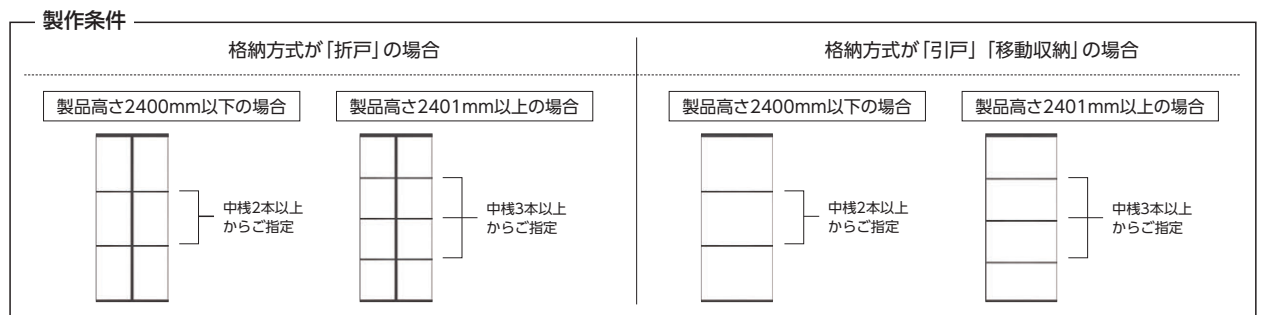 製作条件
格納方式が「折戸」の場合
製品高さ2400mm以下の場合
中桟2本以上
からご指定
製品高さ2401mm以上の場合
中桟3本以上
からご指定
格納方式が「引戸」「移動収納」の場合
製品高さ2400mm以下の場合
中桟2本以上
からご指定
製品高さ2401mm以上の場合
中桟3本以上
からご指定